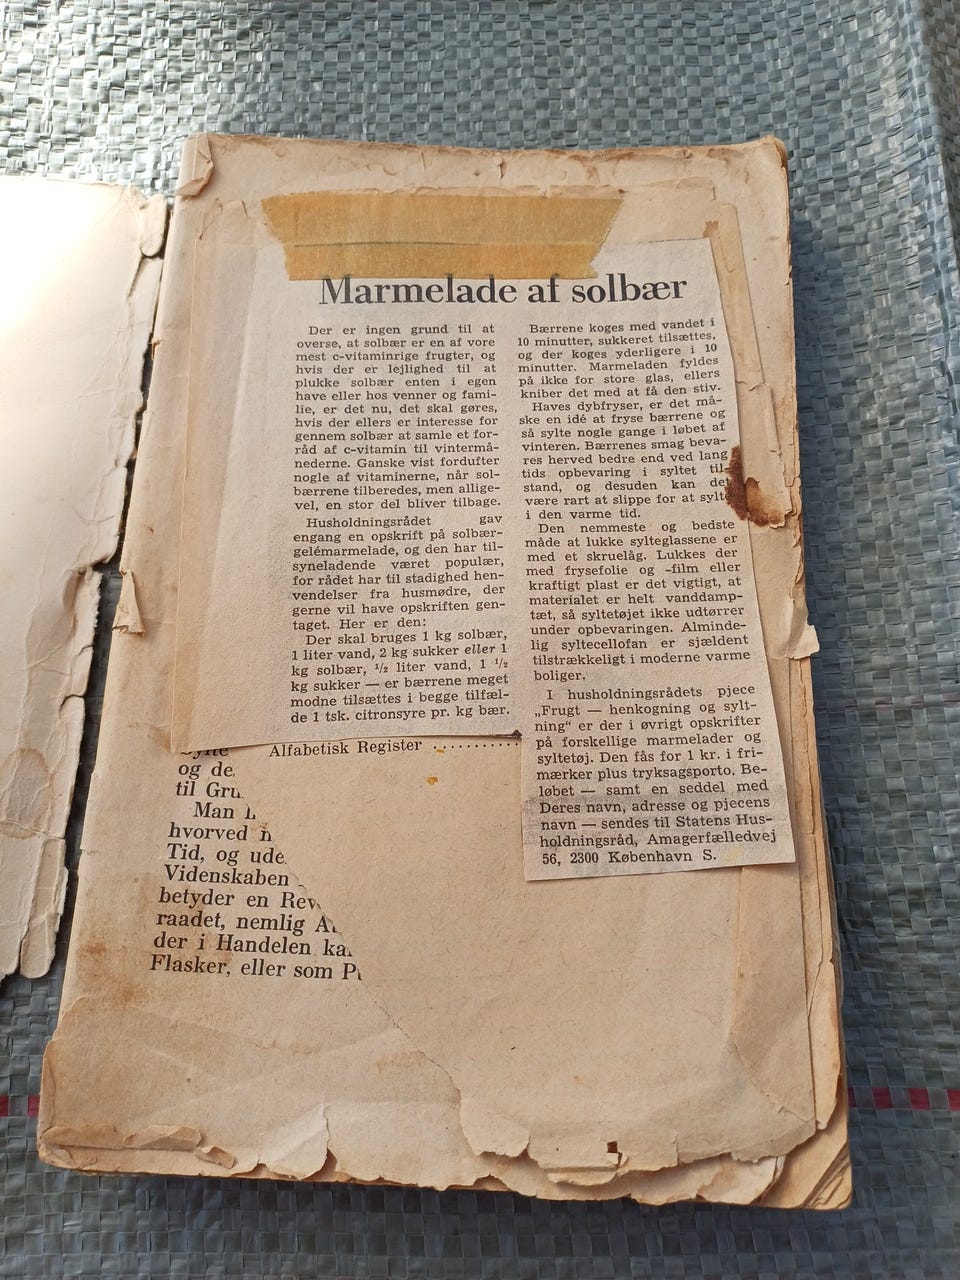 Marmelade af solbær
Der er ingen grund til at
overse, at solbær er en af vore
mest c-vitaminrige frugter, og
hvis der er lejlighed til at
plukke solbær enten i egen
have eller hos venner og fami-
lie, er det nu, det skal gøres,
hvis der ellers er interesse for
gennem solbær at samle et for-
råd af c-vitamin til vintermå-
nederne. Ganske vist fordufter
nogle af vitaminerne, når sol-
bærrene tilberedes, men allige-
vel, en stor del bliver tilbage.
Husholdningsrådet gav
engang en opskrift på solbær-
gelémarmelade, og den har til-
syneladende været populær,
for rådet har til stadighed hen-
vendelser fra husmødre, der
gerne vil have opskriften gen-
taget. Her er den:
Der skal bruges 1 kg solbær,
1 liter vand, 2 kg sukker eller 1
kg solbær, ½ liter vand, 1 ½
kg sukker — er bærrene meget
modne tilsættes i begge tilfæl-
de 1 tsk. citronsyre pr. kg bær.
Bærrene koges med vandet i
10 minutter, sukkeret tilsættes,
og der koges yderligere i 10
minutter. Marmeladen fyldes
på ikke for store glas, ellers
kniber det med at få den stiv.
Haves dybfryser, er det må-
ske en idé at fryse bærrene og
så sylte nogle gange i løbet af
vinteren. Bærrenes smag beva-
res herved bedre end ved lang
tids opbevaring i syltet til-
stand, og desuden kan det
være rart at slippe for at sylte
i den varme tid.
Den nemmeste og bedste
måde at lukke sylteglassene er
med et skruelåg. Lukkes der
med frysefolie og -film eller
kraftigt plast er det vigtigt, at
materialet er helt vanddamp-
tæt, så syltetøjet ikke udtørrer
under opbevaringen. Alminde-
lig syltecellofan er sjældent
tilstrækkeligt i moderne varme
boliger.
I husholdningsrådets pjece
„Frugt — henkogning og sylt-
ning“ er der i øvrigt opskrifter
på forskellige marmelader og
syltetøj. Den fås for 1 kr. i fri-
mærker plus tryksagsporto. Be-
løbet — samt en seddel med
Deres navn, adresse og pjecens
navn — sendes til Statens Hus-
holdningsråd, Amagerfælledvej
56, 2300 København S.
Alfabetisk Register ..........
og de
til Gru
Man
hvorved
Tid, og ude
Videnskaben
betyder en Rev
raadet, nemlig A
der i Handelen ka
Flasker, eller som P